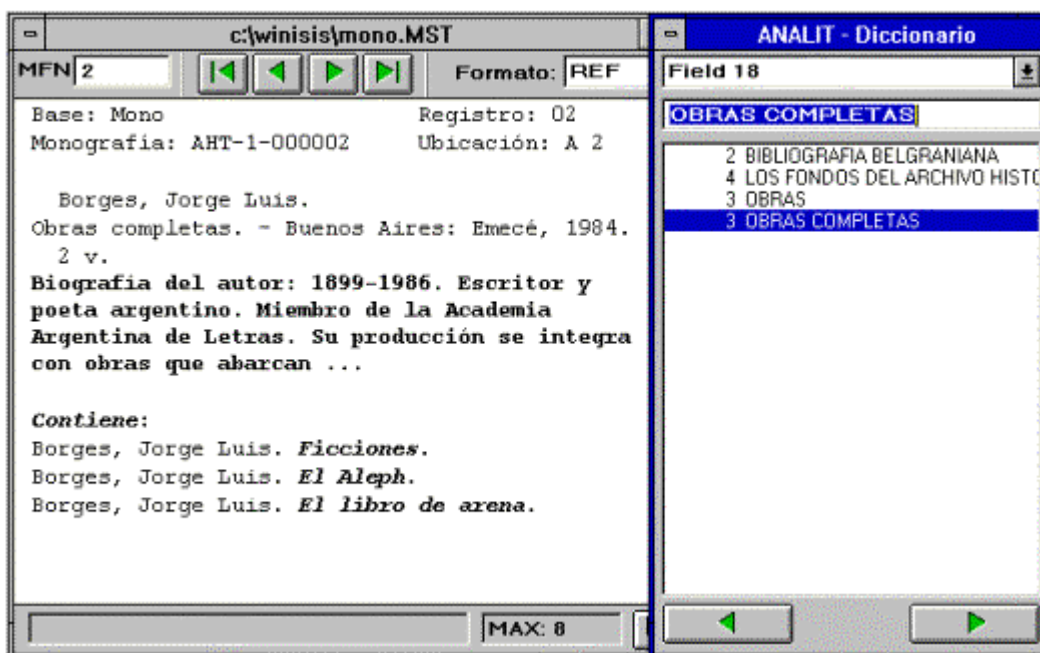 c:\winisis\mono.MST
MFN 2
Formato: REF
Base: Mono Registro: 02
Monografía: AHT-1-000002 Ubicación: A 2
Borges, Jorge Luis.
Obras completas. - Buenos Aires: Emecé, 1984.
2 v.
Biografía del autor: 1899-1986. Escritor y
poeta argentino. Miembro de la Academia
Argentina de Letras. Su producción se integra
con obras que abarcan ...
Contiene:
Borges, Jorge Luis. Ficciones.
Borges, Jorge Luis. El Aleph.
Borges, Jorge Luis. El libro de arena.
MAX: 8
ANALIT - Diccionario
Field 18
OBRAS COMPLETAS
2 BIBLIOGRAFIA BELGRANIANA
4 LOS FONDOS DEL ARCHIVO HISTO
3 OBRAS
3 OBRAS COMPLETAS